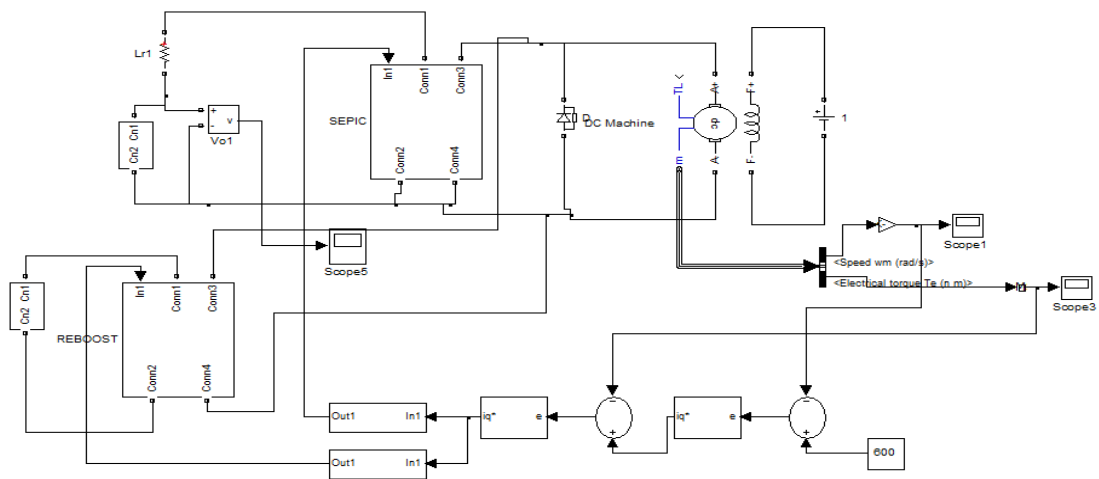 Lr1
+
-
v
Vo1
Cn2 Cn1
SEPIC
In1
Conn1
Conn3
Conn2
Conn4
D
DC Machine
TL
m
A+
A-
dc
F+
F-
1
Scope1
<Speed wm (rad/s)>
<Electrical torque Te (n m)>
Scope3
Scope5
Cn2 Cn1
REBOOST
In1
Conn1
Conn3
Conn2
Conn4
Out1 In1
Out1 In1
iq* e
iq* e
600